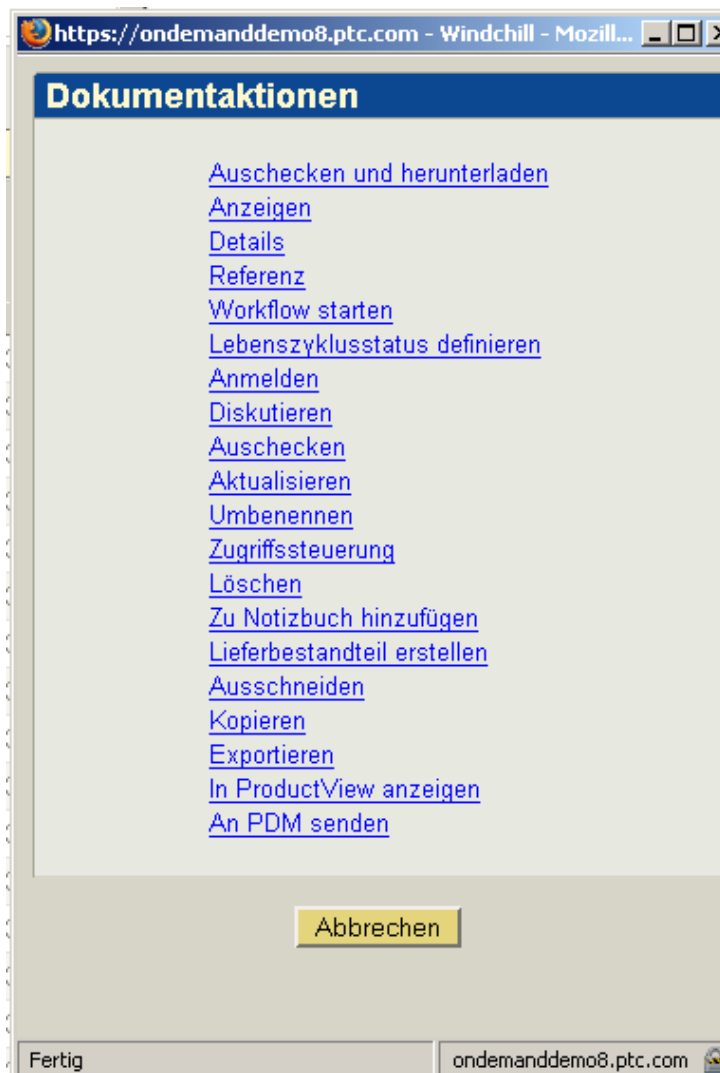 https://ondemanddemo8.ptc.com - Windchill - Mozill...
Dokumentaktionen
Auschecken und herunterladen
Anzeigen
Details
Referenz
Workflow starten
Lebenszyklusstatus definieren
Anmelden
Diskutieren
Auschecken
Aktualisieren
Umbenennen
Zugriffssteuerung
Löschen
Zu Notizbuch hinzufügen
Lieferbestandteil erstellen
Ausschneiden
Kopieren
Exportieren
In ProductView anzeigen
An PDM senden
Abbrechen
Fertig ondemanddemo8.ptc.com